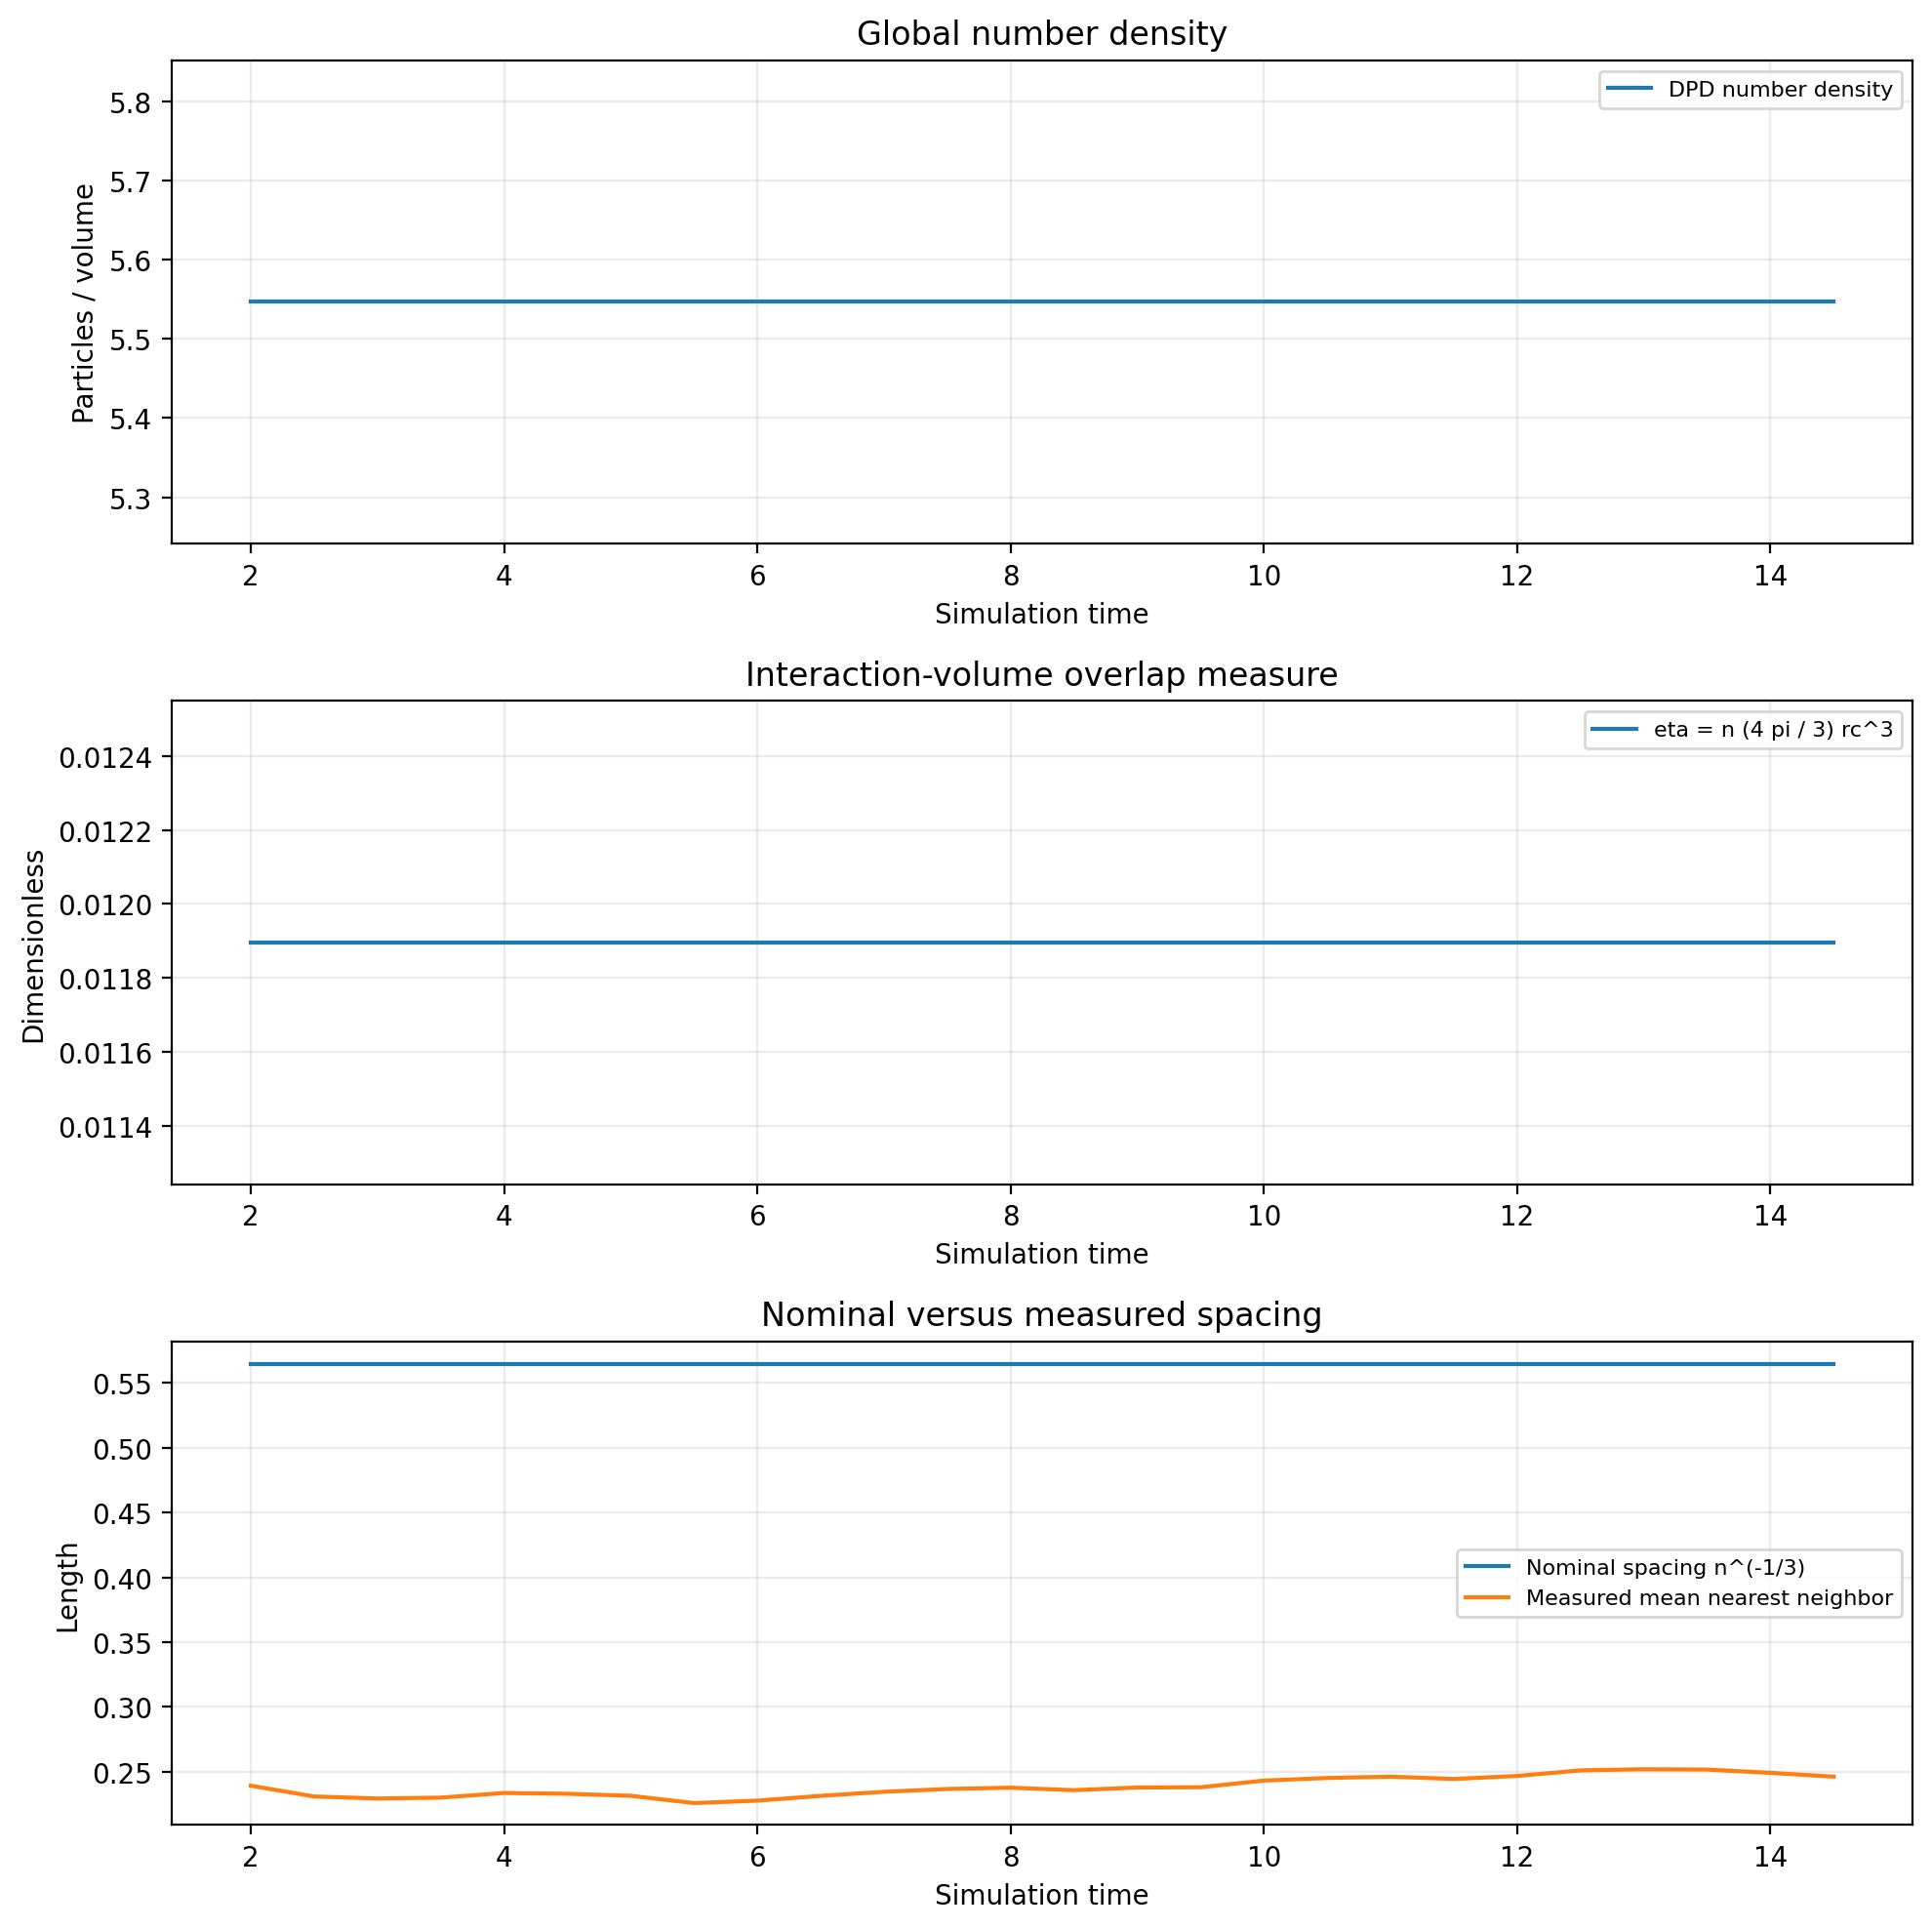 Global number density
DPD number density
Particles / volume
5.8
5.7
5.6
5.5
5.4
5.3
2 4 6 8 10 12 14
Simulation time
Interaction-volume overlap measure
eta = n (4 pi / 3) rc^3
Dimensionless
0.0124
0.0122
0.0120
0.0118
0.0116
0.0114
2 4 6 8 10 12 14
Simulation time
Nominal versus measured spacing
Length
0.55
0.50
0.45
0.40
0.35
0.30
0.25
Nominal spacing n^(-1/3)
Measured mean nearest neighbor
2 4 6 8 10 12 14
Simulation time